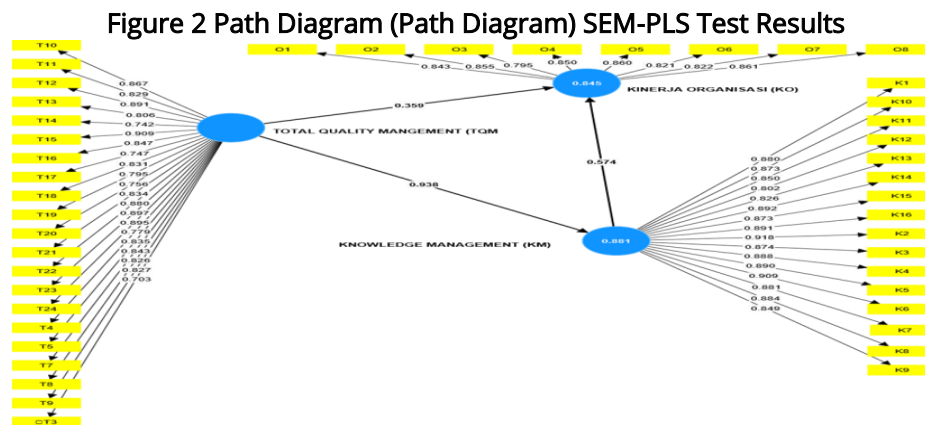 Figure 2 Path Diagram (Path Diagram) SEM-PLS Test Results
T10
T11
T12
T13
T14
T15
T16
T17
T18
T19
T20
T21
T22
T23
T24
T4
T5
T7
T8
T9
□T3
0.867
0.829
0.891
0.806
0.742
0.909
0.847
0.747
0.831
0.795
0.756
0.834
0.880
0.897
0.895
0.779
0.835
0.843
0.826
0.827
0.703
TOTAL QUALITY MANGEMENT (TQM
0.359
0.938
0.574
O1
O2
O3
O4
O5
O6
O7
O8
0.843
0.855
0.795
0.850
0.860
0.821
0.822
0.861
0.845
KINERJA ORGANISASI (KO)
KNOWLEDGE MANAGEMENT (KM)
0.881
0.880
0.873
0.850
0.802
0.826
0.892
0.873
0.891
0.918
0.874
0.888
0.890
0.909
0.881
0.884
0.849
K1
K10
K11
K12
K13
K14
K15
K16
K2
K3
K4
K5
K6
K7
K8
K9